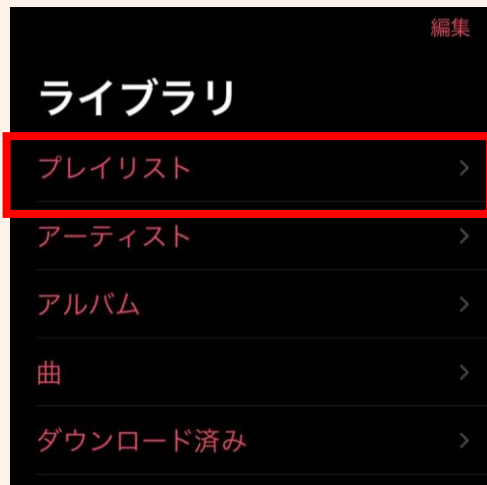 編集
ライブラリ
プレイリスト
アーティスト
アルバム
曲
ダウンロード済み